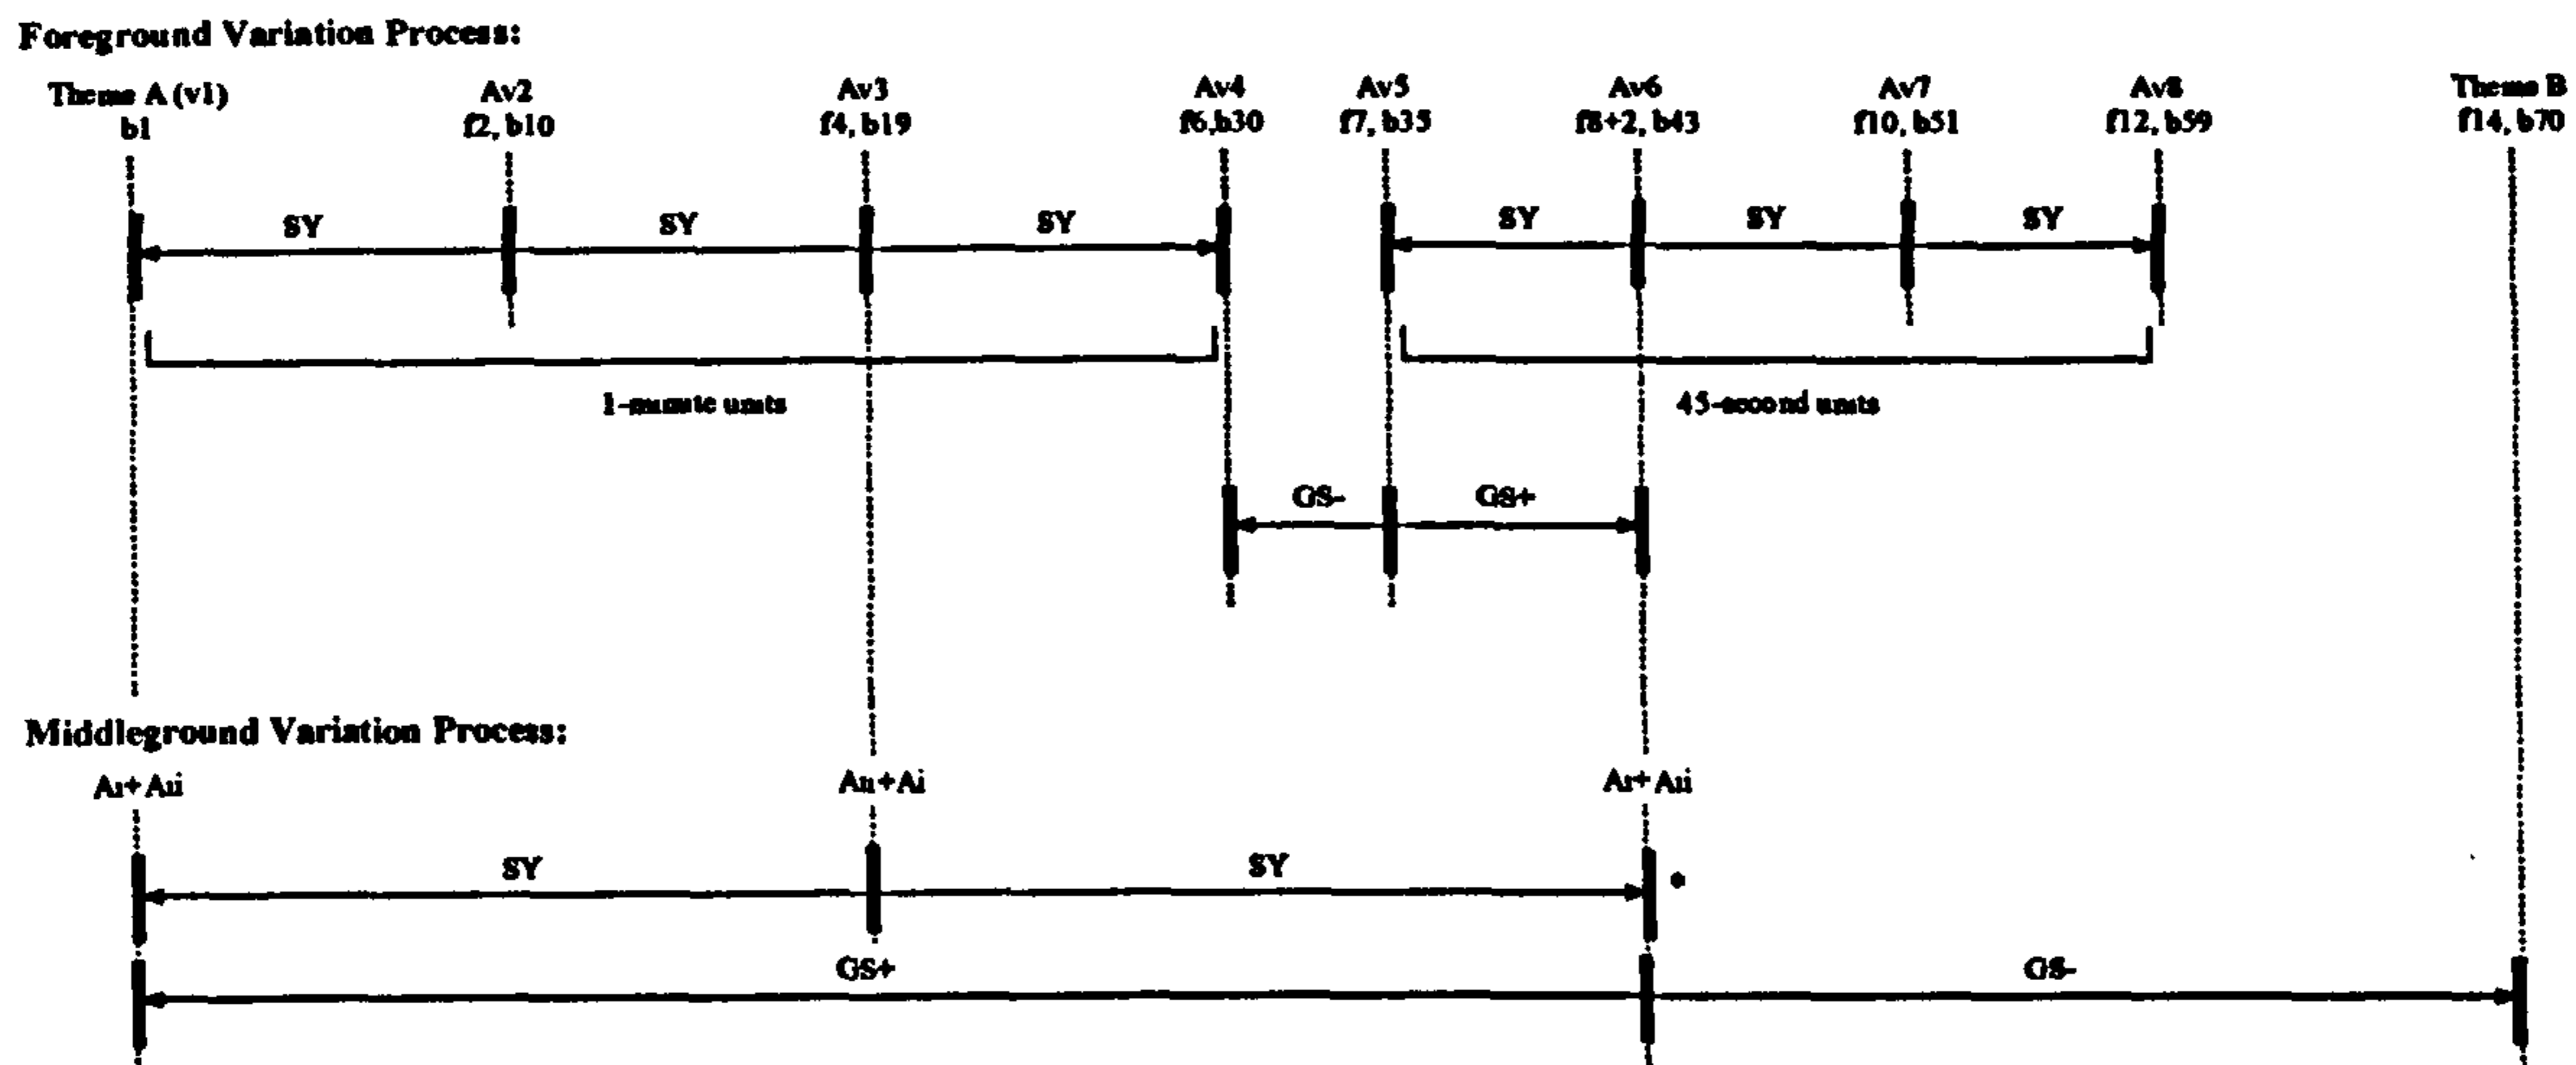 Foreground Variation Process:
Theme A (v1) Av2 Av3 Av4 Av5 Av6 Av7 Av8 Theme B
b1 f2, b10 f4, b19 f6,b30 f7, b35 f8+2, b43 f10, b51 f12, b59 f14, b70
SY SY SY SY SY SY
1-minute units 45-second units
GS- GS+
Middleground Variation Process:
Ai+ Aii Aii+Ai Ai+ Aii
SY SY *
GS+ GS-